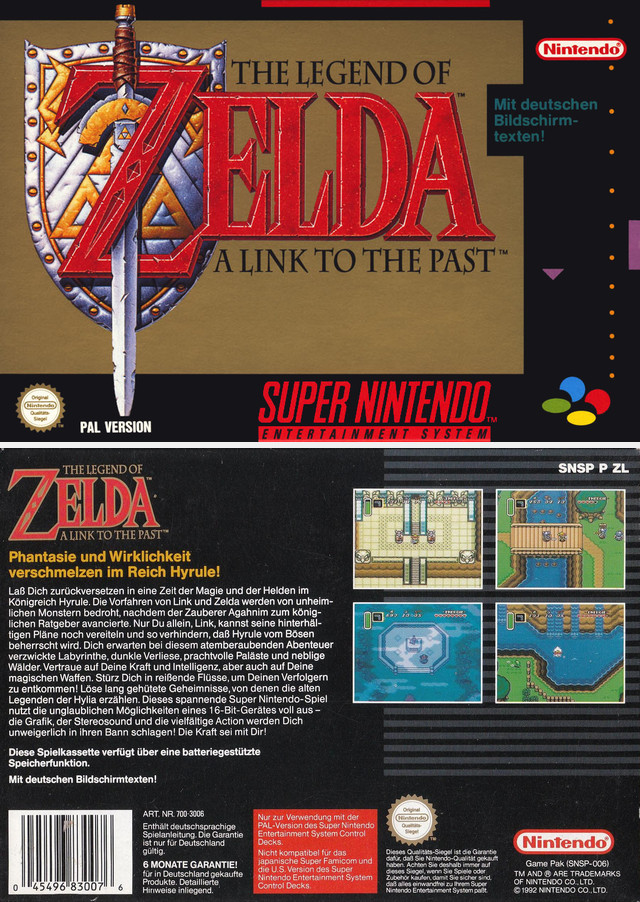 Nintendo®
THE LEGEND OF
ZELDA™
A LINK TO THE PAST™
Mit deutschen
Bildschirm-
texten!
Original
Nintendo
Qualitäts-
Siegel
PAL VERSION
SUPER NINTENDO™
ENTERTAINMENT SYSTEM
SNSP P ZL
THE LEGEND OF
ZELDA™
A LINK TO THE PAST™
Phantasie und Wirklichkeit
verschmelzen im Reich Hyrule!
Laß Dich zurückversetzen in eine Zeit der Magie und der Helden im
Königreich Hyrule. Die Vorfahren von Link und Zelda werden von unheim-
lichen Monstern bedroht, nachdem der Zauberer Agahnim zum könig-
lichen Ratgeber avancierte. Nur Du allein, Link, kannst seine hinterhäl-
tigen Pläne noch vereiteln und so verhindern, daß Hyrule vom Bösen
beherrscht wird. Dich erwarten bei diesem atemberaubenden Abenteuer
verzwickte Labyrinthe, dunkle Verliese, prachtvolle Paläste und neblige
Wälder. Vertraue auf Deine Kraft und Intelligenz, aber auch auf Deine
magischen Waffen. Stürz Dich in reißende Flüsse, um Deinen Verfolgern
zu entkommen! Löse lang gehütete Geheimnisse, von denen die alten
Legenden der Hylia erzählen. Dieses spannende Super Nintendo-Spiel
nutzt die unglaublichen Möglichkeiten eines 16-Bit-Gerätes voll aus –
die Grafik, der Stereosound und die vielfältige Action werden Dich
unweigerlich in ihren Bann schlagen! Die Kraft sei mit Dir!
Diese Spielkassette verfügt über eine batteriegestützte
Speicherfunktion.
Mit deutschen Bildschirmtexten!
0 45496 83007 6
ART. NR. 700-3006
Enthält deutschsprachige
Spielanleitung. Die Garantie
ist nur für Deutschland
gültig.
6 MONATE GARANTIE!
für in Deutschland gekaufte
Produkte. Detaillierte
Hinweise inliegend.
Nur zur Verwendung mit der
PAL-Version des Super Nintendo
Entertainment System Control
Decks.
Nicht kompatibel für das
japanische Super Famicom und
die U.S. Version des Super
Nintendo Entertainment System
Control Decks.
Original
Nintendo
Qualitäts-
Siegel
Dieses Qualitäts-Siegel ist die Garantie
dafür, daß Sie Nintendo-Qualität gekauft
haben. Achten Sie deshalb immer auf
dieses Siegel, wenn Sie Spiele oder
Zubehör kaufen, damit Sie sicher sind,
daß alles einwandfrei zu Ihrem Super
Nintendo Entertainment System paßt.
Nintendo®
Game Pak (SNSP-006)
TM AND ® ARE TRADEMARKS
OF NINTENDO CO., LTD.
© 1992 NINTENDO CO., LTD.